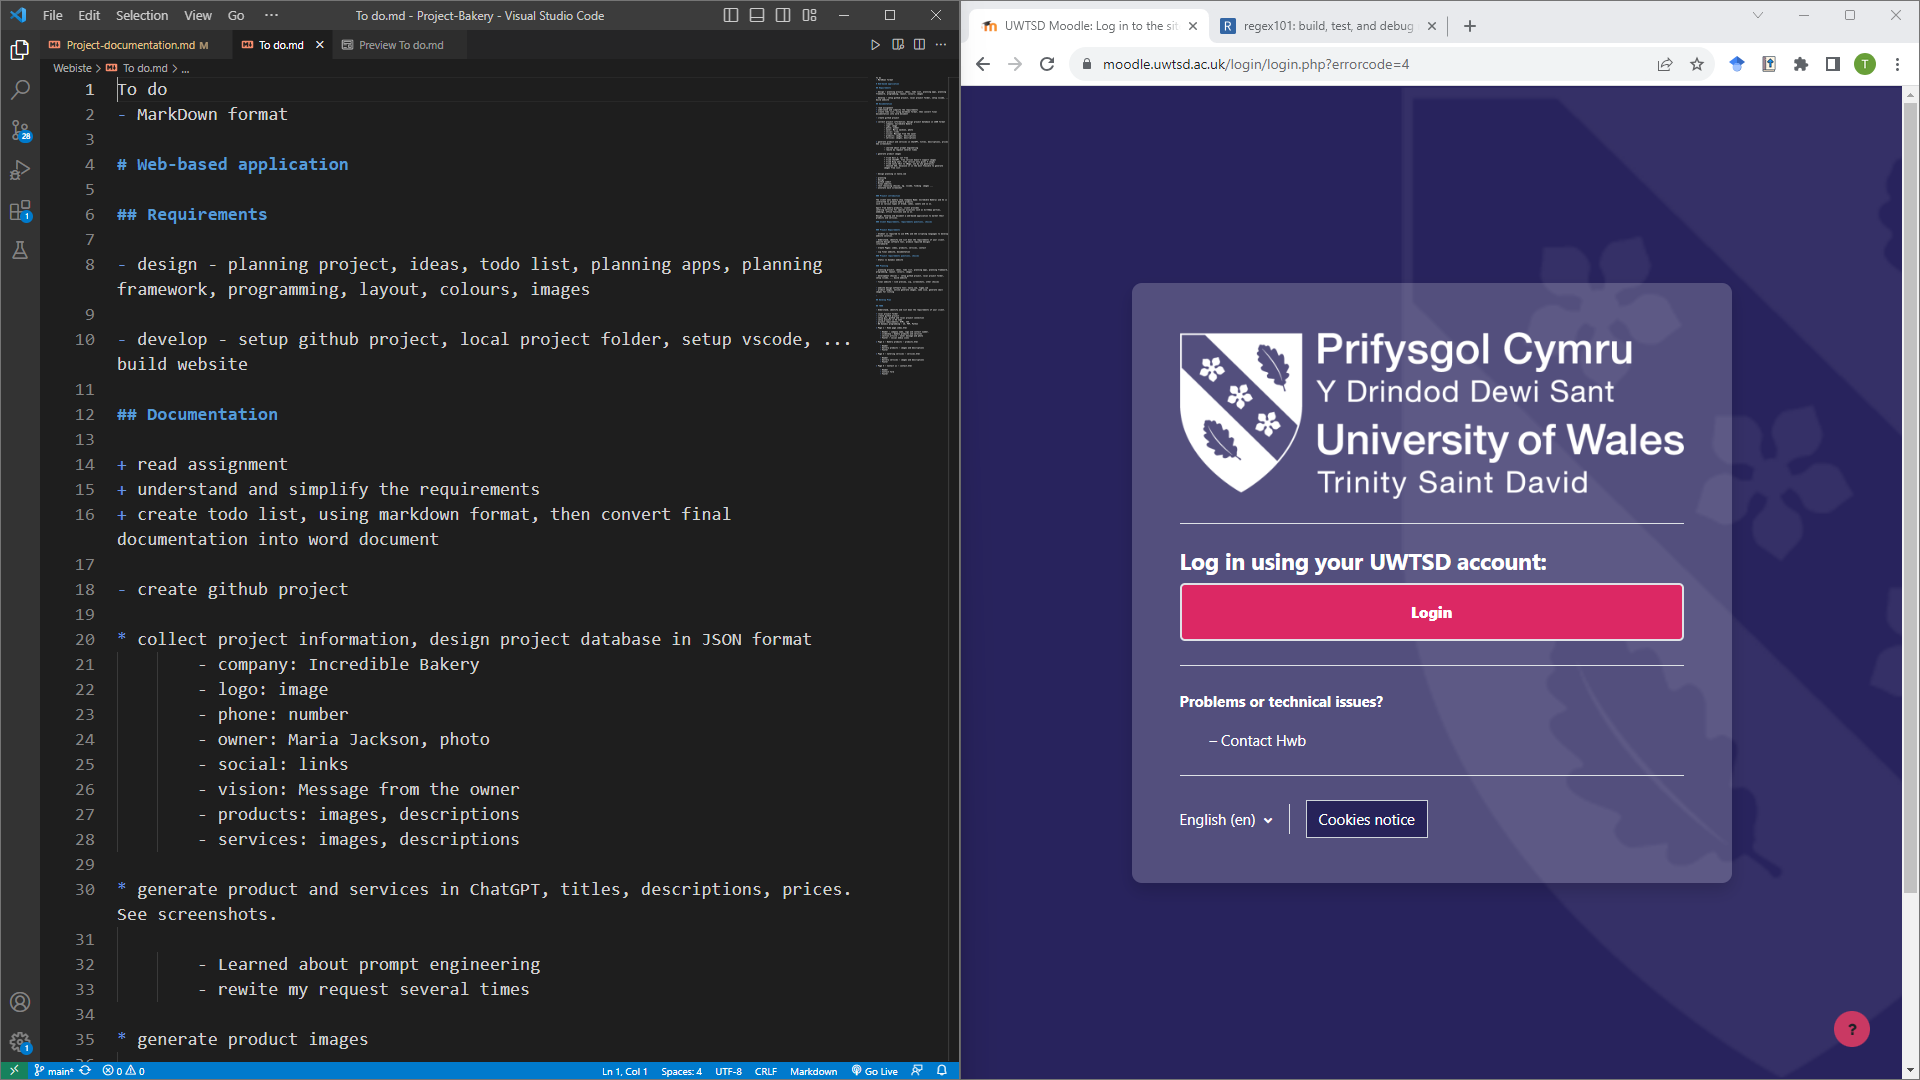 File Edit Selection View Go ··· To do.md - Project-Bakery - Visual Studio Code
Project-documentation.md M To do.md Preview To do.md
Webiste > To do.md > ...
1 To do
2 - MarkDown format
3
4 # Web-based application
5
6 ## Requirements
7
8 - design - planning project, ideas, todo list, planning apps, planning
framework, programming, layout, colours, images
9
10 - develop - setup github project, local project folder, setup vscode, ...
build website
11
12 ## Documentation
13
14 + read assignment
15 + understand and simplify the requirements
16 + create todo list, using markdown format, then convert final
documentation into word document
17
18 - create github project
19
20 * collect project information, design project database in JSON format
21 - company: Incredible Bakery
22 - logo: image
23 - phone: number
24 - owner: Maria Jackson, photo
25 - social: links
26 - vision: Message from the owner
27 - products: images, descriptions
28 - services: images, descriptions
29
30 * generate product and services in ChatGPT, titles, descriptions, prices.
See screenshots.
31
32 - Learned about prompt engineering
33 - rewite my request several times
34
35 * generate product images
28
1
1
main* 0 0 Ln 1, Col 1 Spaces: 4 UTF-8 CRLF Markdown Go Live
UWTSD Moodle: Log in to the sit regex101: build, test, and debug
moodle.uwtsd.ac.uk/login/login.php?errorcode=4 T
Prifysgol Cymru
Y Drindod Dewi Sant
University of Wales
Trinity Saint David
Log in using your UWTSD account:
Login
Problems or technical issues?
– Contact Hwb
English (en) Cookies notice
?